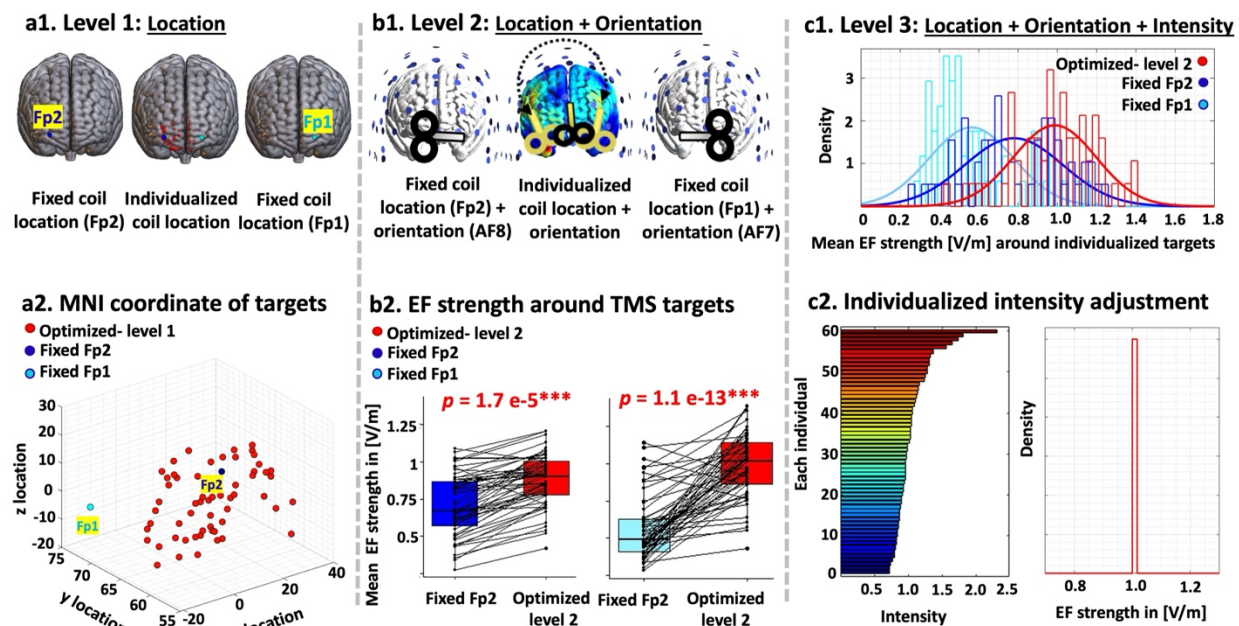 a1. Level 1: Location
Fp2
Fp1
Fixed coil
location (Fp2)
Individualized
coil location
Fixed coil
location (Fp1)
b1. Level 2: Location + Orientation
Fixed coil
location (Fp2) +
orientation (AF8)
Individualized
coil location +
orientation
Fixed coil
location (Fp1) +
orientation (AF7)
c1. Level 3: Location + Orientation + Intensity
Optimized- level 2
Fixed Fp2
Fixed Fp1
Density
3
2
1
0 0.2 0.4 0.6 0.8 1.0 1.2 1.4 1.6 1.8
Mean EF strength [V/m] around individualized targets
a2. MNI coordinate of targets
Optimized- level 1
Fixed Fp2
Fixed Fp1
z location
30
20
10
0
-10
-20
Fp2
Fp1
75
70
65
60
55
y location
-20
0
20
40
location
b2. EF strength around TMS targets
Optimized- level 2
Fixed Fp2
Fixed Fp1
p = 1.7 e-5***
p = 1.1 e-13***
Mean EF strength in [V/m]
1.25
1
0.75
0.5
Fixed Fp2
Optimized
level 2
Fixed Fp2
Optimized
level 2
c2. Individualized intensity adjustment
Each individual
60
50
40
30
20
10
0
0.5 1.0 1.5 2.0 2.5
Intensity
Density
0.8 1.0 1.2
EF strength in [V/m]